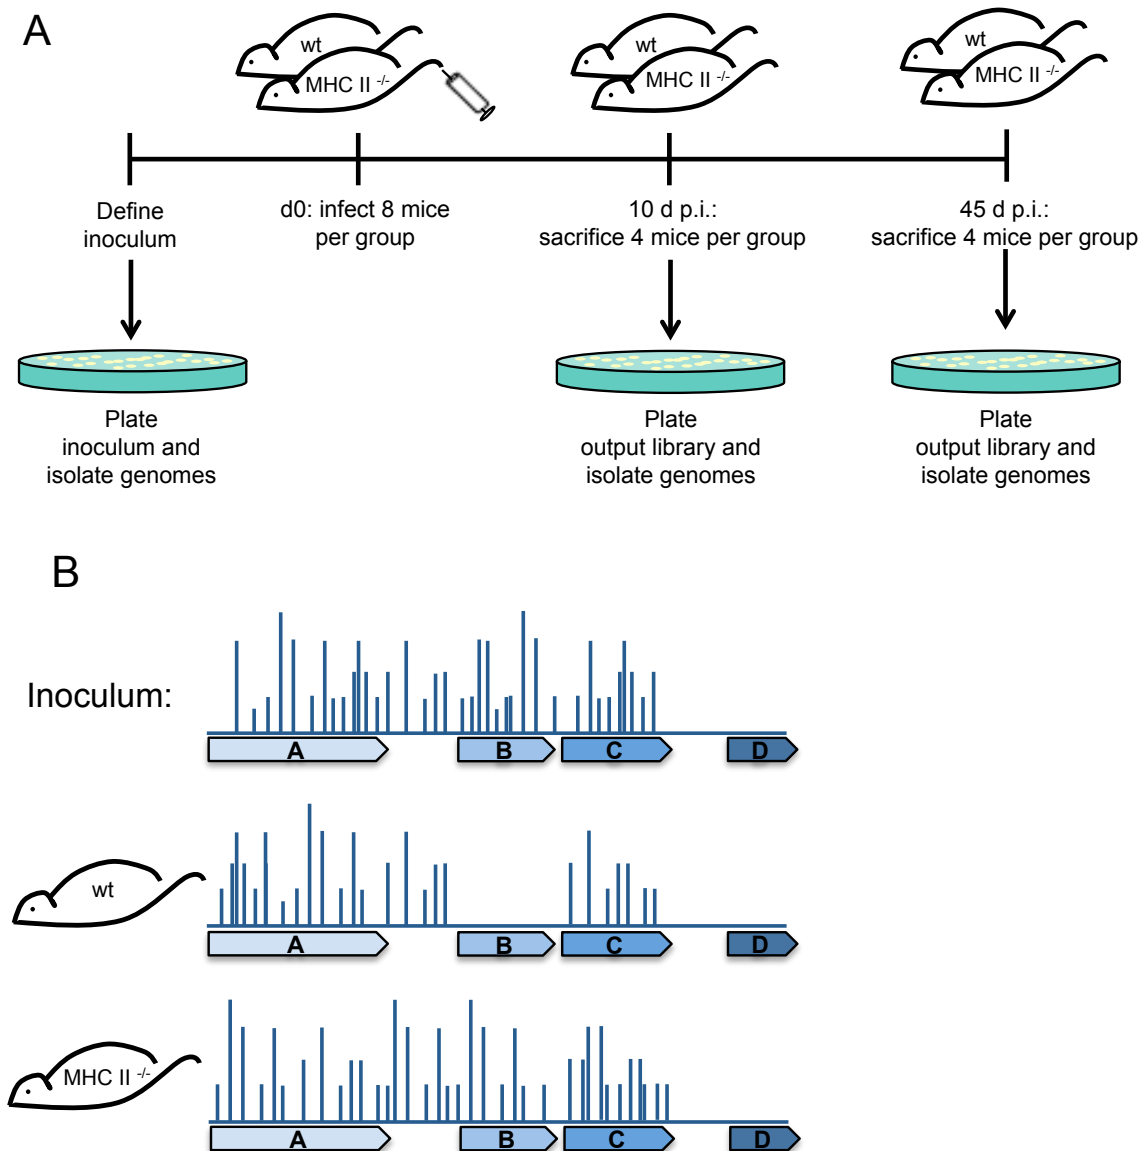 A
wt
MHC II -/-
wt
MHC II -/-
wt
MHC II -/-
Define
inoculum
d0: infect 8 mice
per group
10 d p.i.:
sacrifice 4 mice per group
45 d p.i.:
sacrifice 4 mice per group
Plate
inoculum and
isolate genomes
Plate
output library and
isolate genomes
Plate
output library and
isolate genomes
B
Inoculum:
A
B
C
D
wt
A
B
C
D
MHC II -/-
A
B
C
D